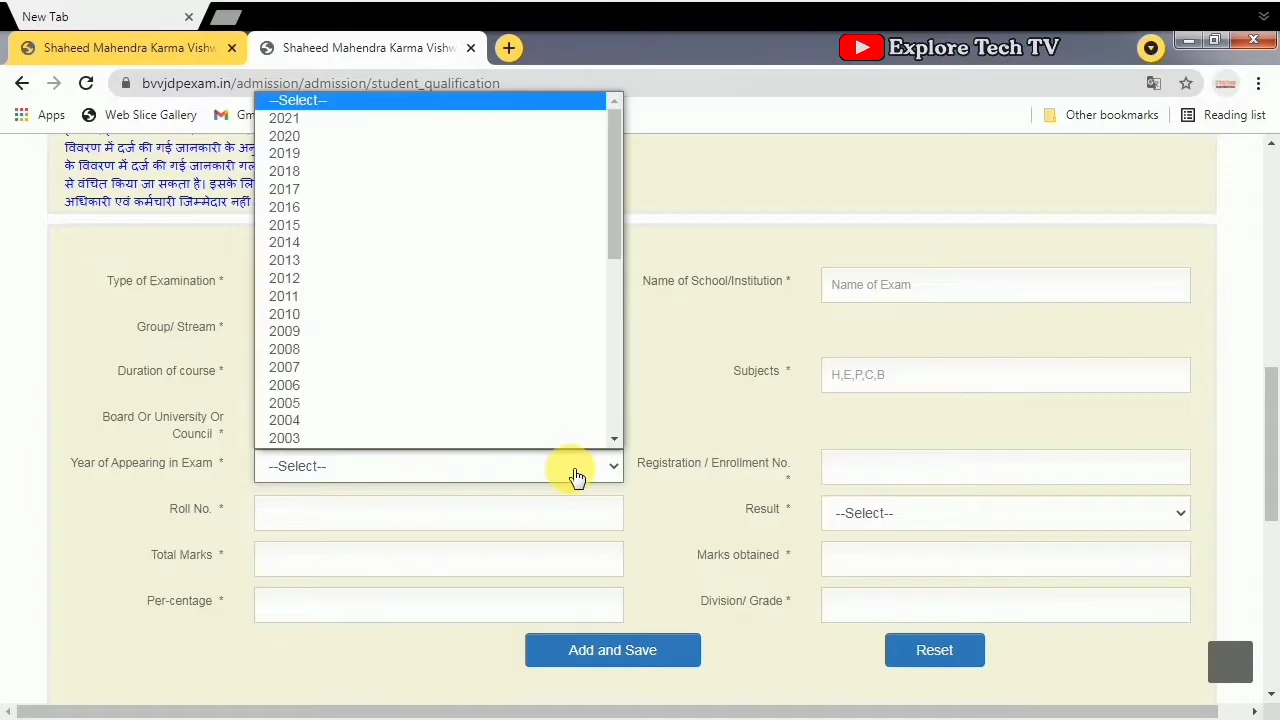 New Tab
Shaheed Mahendra Karma Vishw
Shaheed Mahendra Karma Vishw
Explore Tech TV
bvvjdpexam.in/admission/admission/student_qualification
Apps
Web Slice Gallery
Gm
Other bookmarks
Reading list
विवरण में दर्ज की गई जानकारी के
के विवरण में दर्ज की गई जानकारी
से वंचित किया जा सकता है। इसके
अधिकारी एवं कर्मचारी जिम्मेदार नहीं
--Select--
2021
2020
2019
2018
2017
2016
2015
2014
2013
2012
2011
2010
2009
2008
2007
2006
2005
2004
2003
Type of Examination *
Name of School/Institution *
Name of Exam
Group/ Stream *
Duration of course *
Subjects *
H,E,P,C,B
Board Or University Or
Council *
Year of Appearing in Exam *
--Select--
Registration / Enrollment No.
*
Roll No. *
Result *
--Select--
Total Marks *
Marks obtained *
Per-centage *
Division/ Grade *
Add and Save
Reset